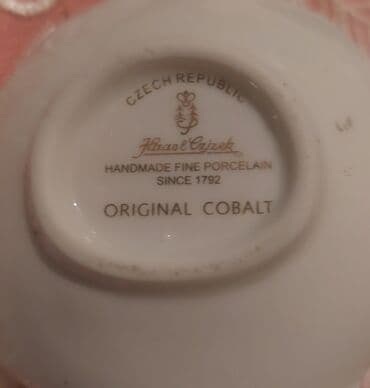 CZECH REPUBLIC
Haas & Czjzek
HANDMADE FINE PORCELAIN
SINCE 1792
ORIGINAL COBALT